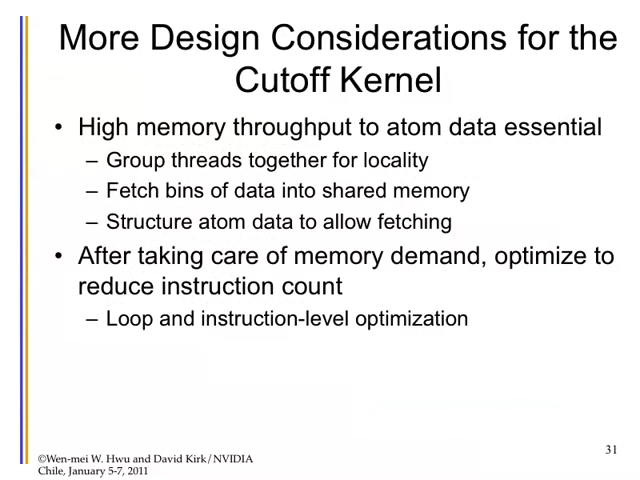 More Design Considerations for the
Cutoff Kernel
• High memory throughput to atom data essential
– Group threads together for locality
– Fetch bins of data into shared memory
– Structure atom data to allow fetching
• After taking care of memory demand, optimize to
reduce instruction count
– Loop and instruction-level optimization
©Wen-mei W. Hwu and David Kirk/NVIDIA
Chile, January 5-7, 2011
31